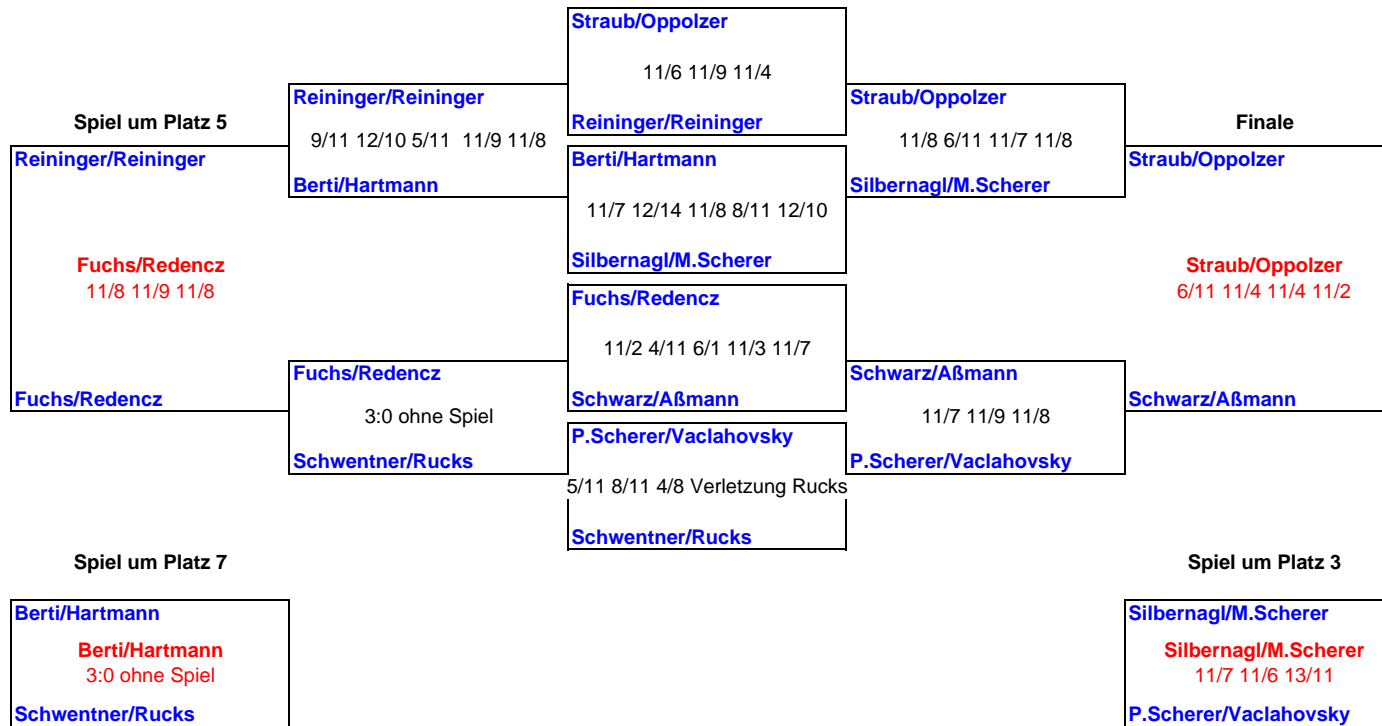 Straub/Oppolzer
11/6 11/9 11/4
Reininger/Reininger
Straub/Oppolzer
Spiel um Platz 5
Reininger/Reininger
Finale
9/11 12/10 5/11  11/9 11/8
11/8 6/11 11/7 11/8
Reininger/Reininger
Berti/Hartmann
Straub/Oppolzer
Berti/Hartmann
Silbernagl/M.Scherer
11/7 12/14 11/8 8/11 12/10
Fuchs/Redencz
Silbernagl/M.Scherer
Straub/Oppolzer
11/8 11/9 11/8
6/11 11/4 11/4 11/2
Fuchs/Redencz
11/2 4/11 6/1 11/3 11/7
Fuchs/Redencz
Schwarz/Aßmann
Fuchs/Redencz
Schwarz/Aßmann
Schwarz/Aßmann
3:0 ohne Spiel
11/7 11/9 11/8
P.Scherer/Vaclahovsky
Schwentner/Rucks
P.Scherer/Vaclahovsky
5/11 8/11 4/8 Verletzung Rucks
Schwentner/Rucks
Spiel um Platz 7
Spiel um Platz 3
Berti/Hartmann
Silbernagl/M.Scherer
Berti/Hartmann
Silbernagl/M.Scherer
3:0 ohne Spiel
11/7 11/6 13/11
Schwentner/Rucks
P.Scherer/Vaclahovsky